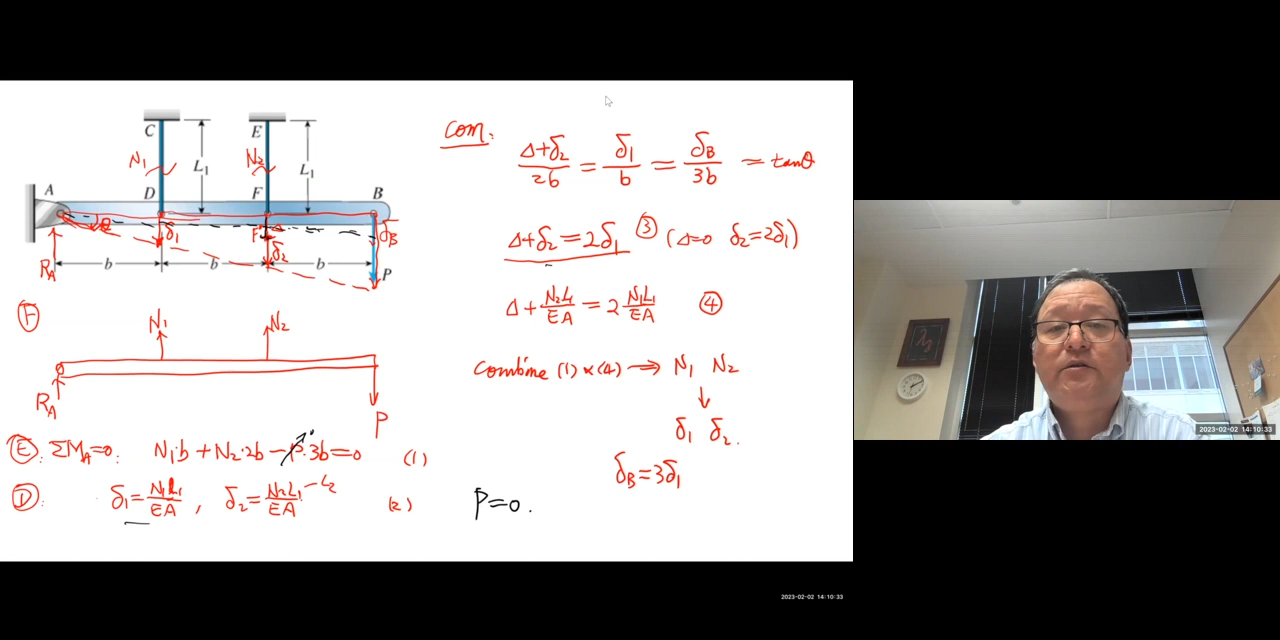 C
E
N1
L1
N2
L1
A
D
F
B
θ
δ1
F'
δ2
δB
RA
b
b
b
P
Ⓕ
N1
N2
RA
P
Ⓔ: ΣMA=0: N1·b + N2·2b − P·3b = 0 (1)
Ⓓ: δ1 = N1L1/EA , δ2 = N2L1/EA − L2 (2)
Com:
Δ+δ2/2b = δ1/b = δB/3b = tanθ
Δ+δ2 = 2δ1 ③ (Δ=0 δ2=2δ1)
Δ + N2L1/EA = 2 N1L1/EA ④
Combine (1) & (4) → N1 N2
↓
δ1 δ2.
δB = 3δ1
P=0.
2023-02-02 14:10:33
2023-02-02 14:10:33